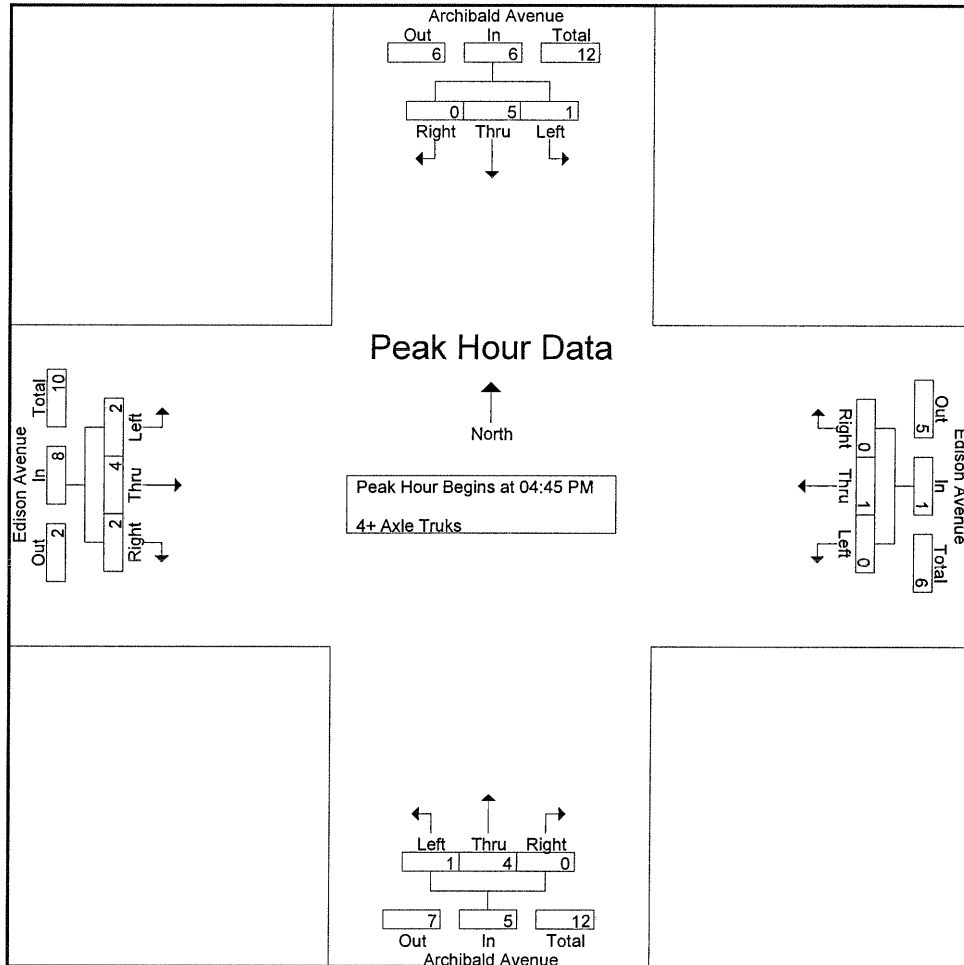 Archibald Avenue
Out In Total
6 6 12
0 5 1
Right Thru Left
Peak Hour Data
North
Peak Hour Begins at 04:45 PM
4+ Axle Truks
Edison Avenue
Out In Total
2 8 10
2 4 2
Right Thru Left
Edison Avenue
Out In Total
5 1 6
0 1 0
Right Thru Left
Left Thru Right
1 4 0
7 5 12
Out In Total
Archibald Avenue